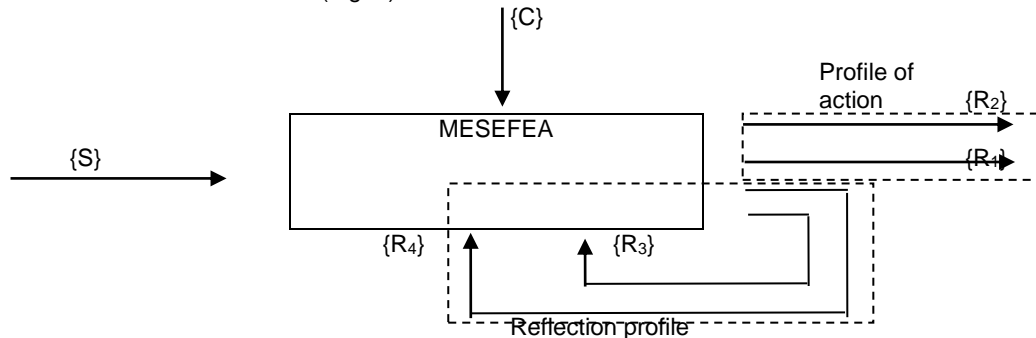 {C}
Profile of
action
{R2}
MESEFEA
{S}
{R1}
{R4}
{R3}
Reflection profile